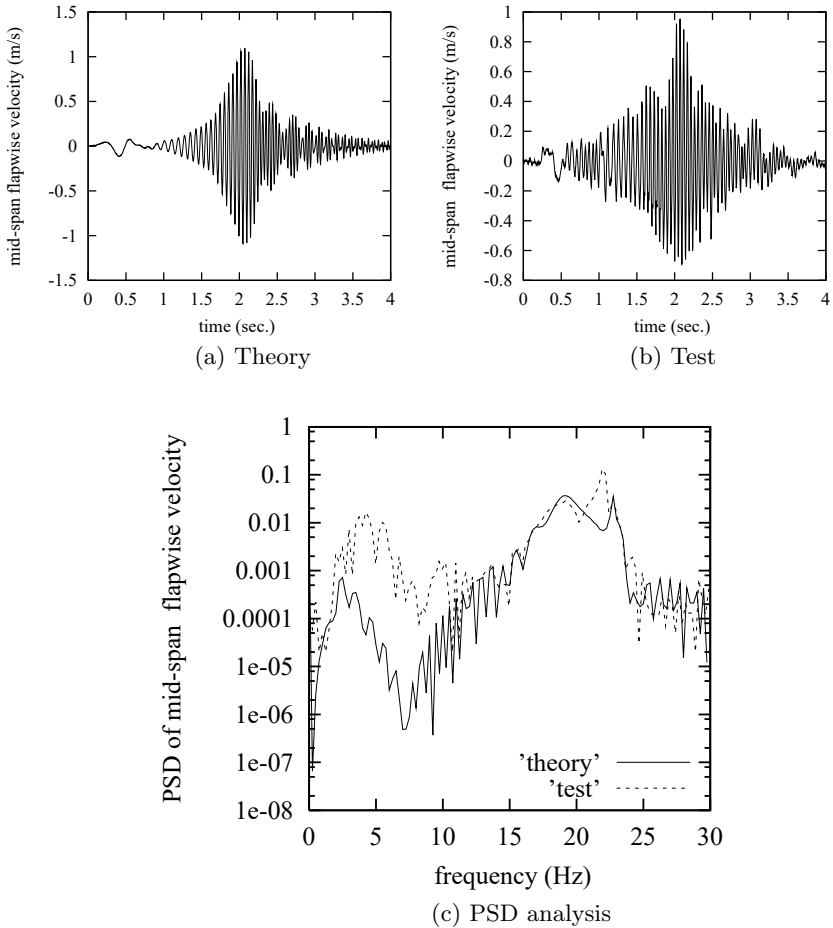 mid-span flapwise velocity (m/s)
1.5
1
0.5
0
-0.5
-1
-1.5
0 0.5 1 1.5 2 2.5 3 3.5 4
time (sec.)
(a) Theory
mid-span flapwise velocity (m/s)
1
0.8
0.6
0.4
0.2
0
-0.2
-0.4
-0.6
-0.8
0 0.5 1 1.5 2 2.5 3 3.5 4
time (sec.)
(b) Test
PSD of mid-span flapwise velocity
1
0.1
0.01
0.001
0.0001
1e-05
1e-06
1e-07
1e-08
'theory'
'test'
0 5 10 15 20 25 30
frequency (Hz)
(c) PSD analysis